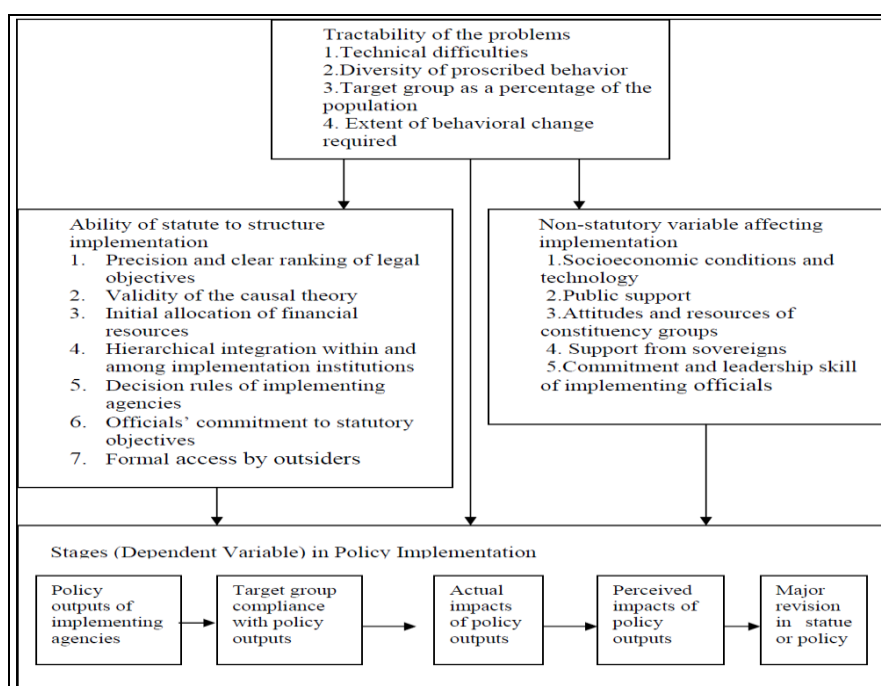 Tractability of the problems
1.Technical difficulties
2.Diversity of proscribed behavior
3.Target group as a percentage of the
population
4. Extent of behavioral change
required
Ability of statute to structure
implementation
1. Precision and clear ranking of legal
objectives
2. Validity of the causal theory
3. Initial allocation of financial
resources
4. Hierarchical integration within and
among implementation institutions
5. Decision rules of implementing
agencies
6. Officials’ commitment to statutory
objectives
7. Formal access by outsiders
Non-statutory variable affecting
implementation
1.Socioeconomic conditions and
technology
2.Public support
3.Attitudes and resources of
constituency groups
4. Support from sovereigns
5.Commitment and leadership skill
of implementing officials
Stages (Dependent Variable) in Policy Implementation
Policy
outputs of
implementing
agencies
Target group
compliance
with policy
outputs
Actual
impacts
of policy
outputs
Perceived
impacts of
policy
outputs
Major
revision
in statue
or policy